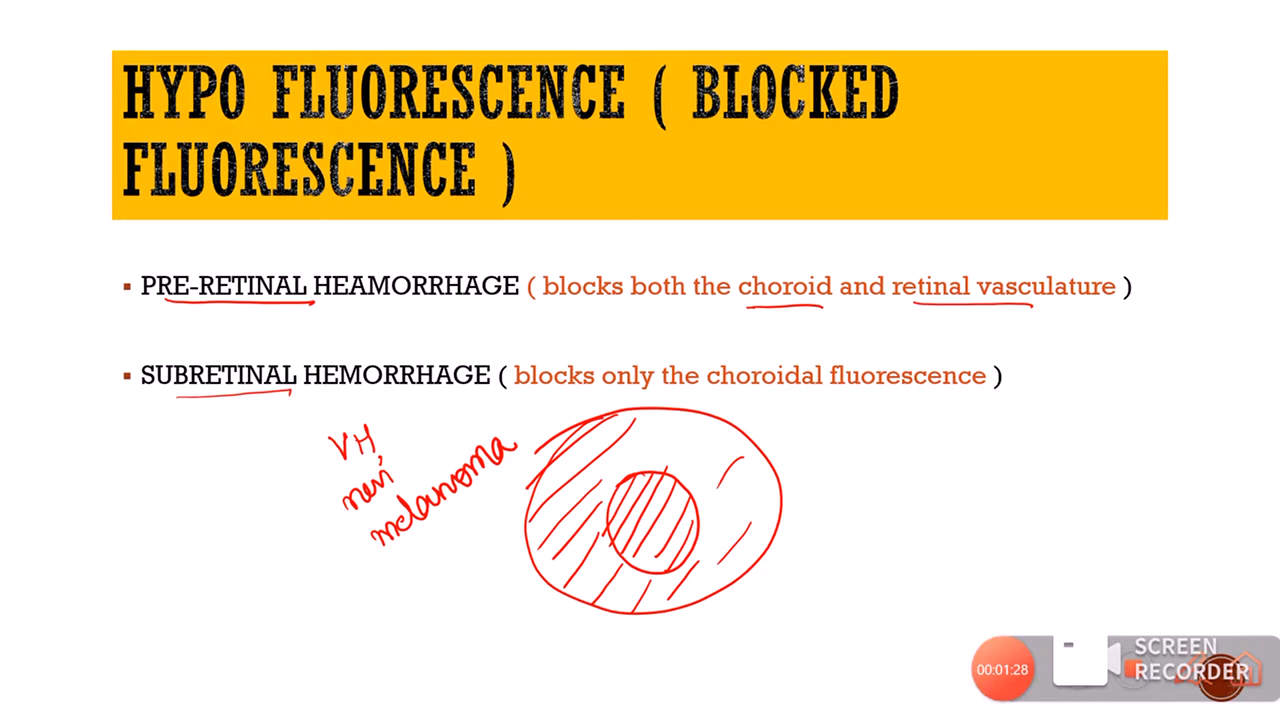 HYPO FLUORESCENCE ( BLOCKED
FLUORESCENCE )
▪ PRE-RETINAL HEAMORRHAGE ( blocks both the choroid and retinal vasculature )
▪ SUBRETINAL HEMORRHAGE ( blocks only the choroidal fluorescence )
VH,
nevi
melanoma
00:01:28
SCREEN
RECORDER